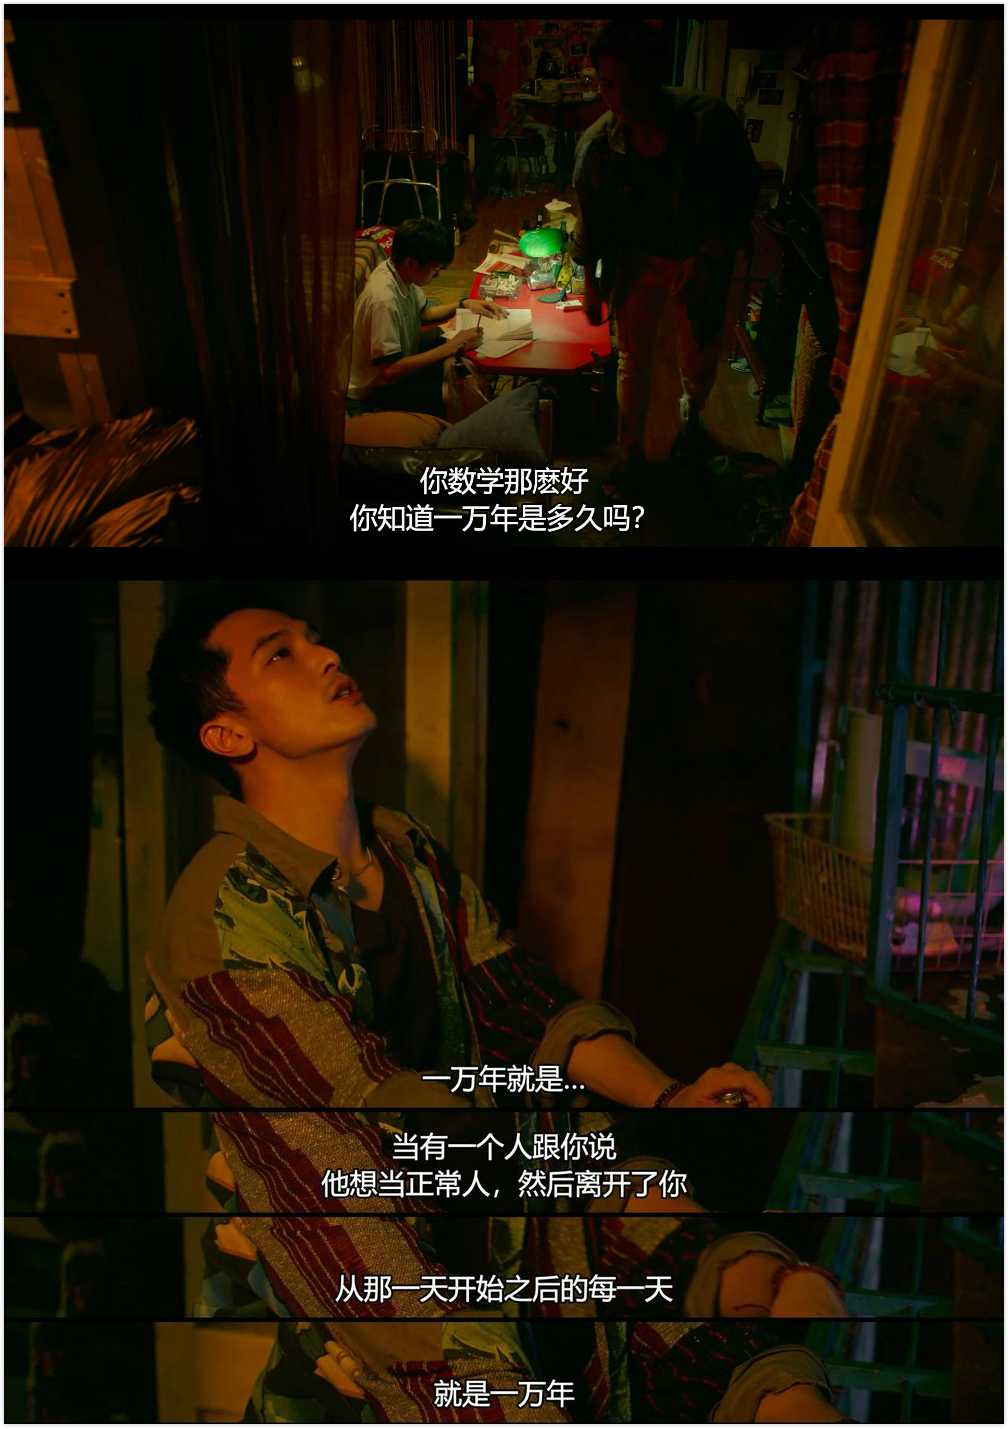 你数学那麽好
你知道一万年是多久吗？
一万年就是...
当有一个人跟你说
他想当正常人，然后离开了你
从那一天开始之后的每一天
就是一万年